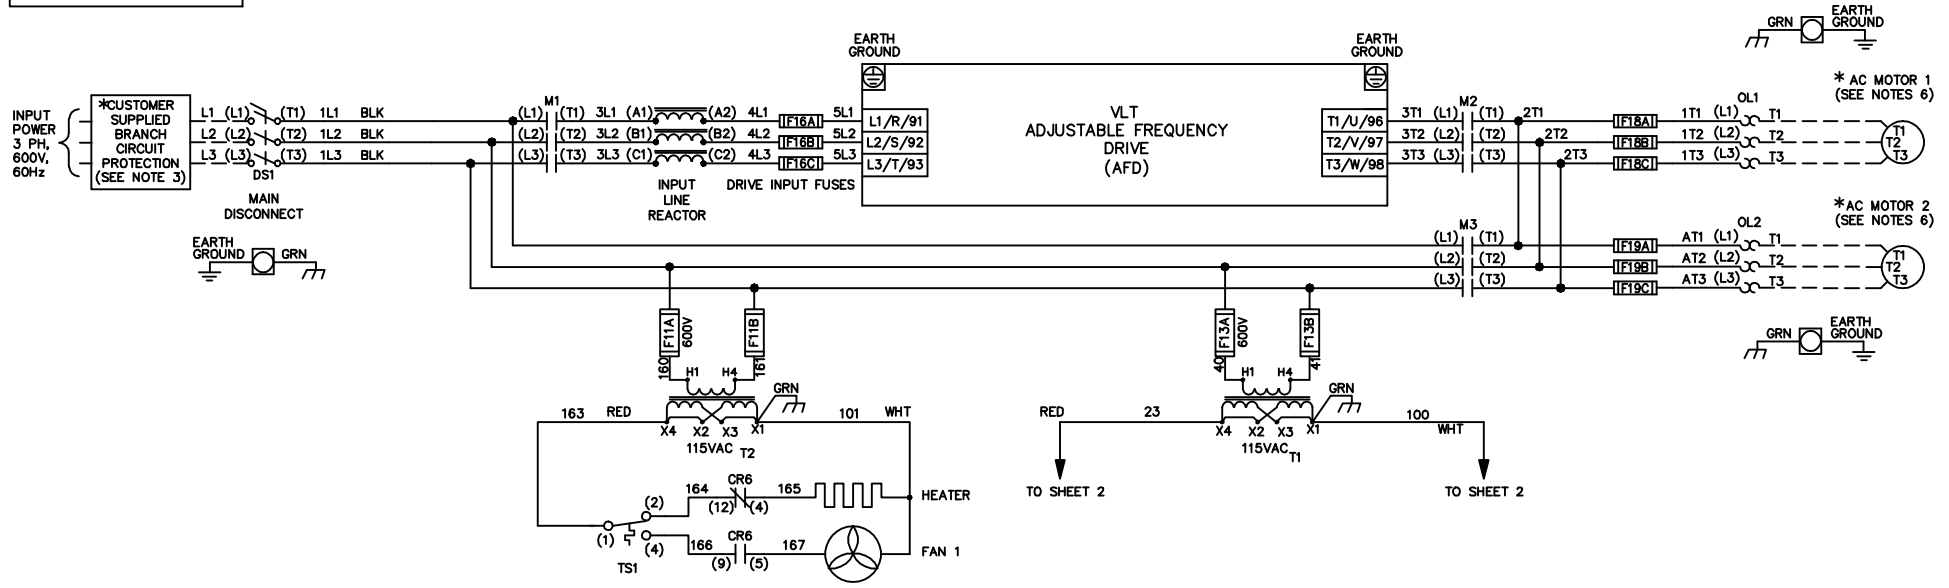 GRN
EARTH
GROUND
EARTH
GROUND
EARTH
GROUND
INPUT
POWER
3 PH,
600V,
60Hz
*CUSTOMER
SUPPLIED
BRANCH
CIRCUIT
PROTECTION
(SEE NOTE 3)
L1 (L1) (T1) 1L1 BLK
L2 (L2) (T2) 1L2 BLK
L3 (L3) (T3) 1L3 BLK
DS1
MAIN
DISCONNECT
EARTH
GROUND
GRN
M1
(L1) (T1) 3L1 (A1) (A2) 4L1 F16A 5L1 L1/R/91
(L2) (T2) 3L2 (B1) (B2) 4L2 F16B 5L2 L2/S/92
(L3) (T3) 3L3 (C1) (C2) 4L3 F16C 5L3 L3/T/93
INPUT
LINE
REACTOR
DRIVE INPUT FUSES
VLT
ADJUSTABLE FREQUENCY
DRIVE
(AFD)
M2
T1/U/96 3T1 (L1) (T1) 2T1 F18A 1T1 (L1) T1
T2/V/97 3T2 (L2) (T2) 2T2 F18B 1T2 (L2) T2
T3/W/98 3T3 (L3) (T3) 2T3 F18C 1T3 (L3) T3
OL1
* AC MOTOR 1
(SEE NOTES 6)
T1
T2
T3
M3
(L1) (T1) F19A AT1 (L1) T1
(L2) (T2) F19B AT2 (L2) T2
(L3) (T3) F19C AT3 (L3) T3
OL2
*AC MOTOR 2
(SEE NOTES 6)
T1
T2
T3
GRN
EARTH
GROUND
F11A
600V
F11B
160
161
H1 H4
GRN
163 RED
101 WHT
X4 X2 X3 X1
115VAC T2
F13A
600V
F13B
40
41
H1 H4
GRN
RED 23
100
WHT
X4 X2 X3 X1
115VAC T1
TO SHEET 2
TO SHEET 2
CR6
(2) 164 (12) (4) 165
HEATER
(1)
TS1
CR6
(4) 166 (9) (5) 167
FAN 1